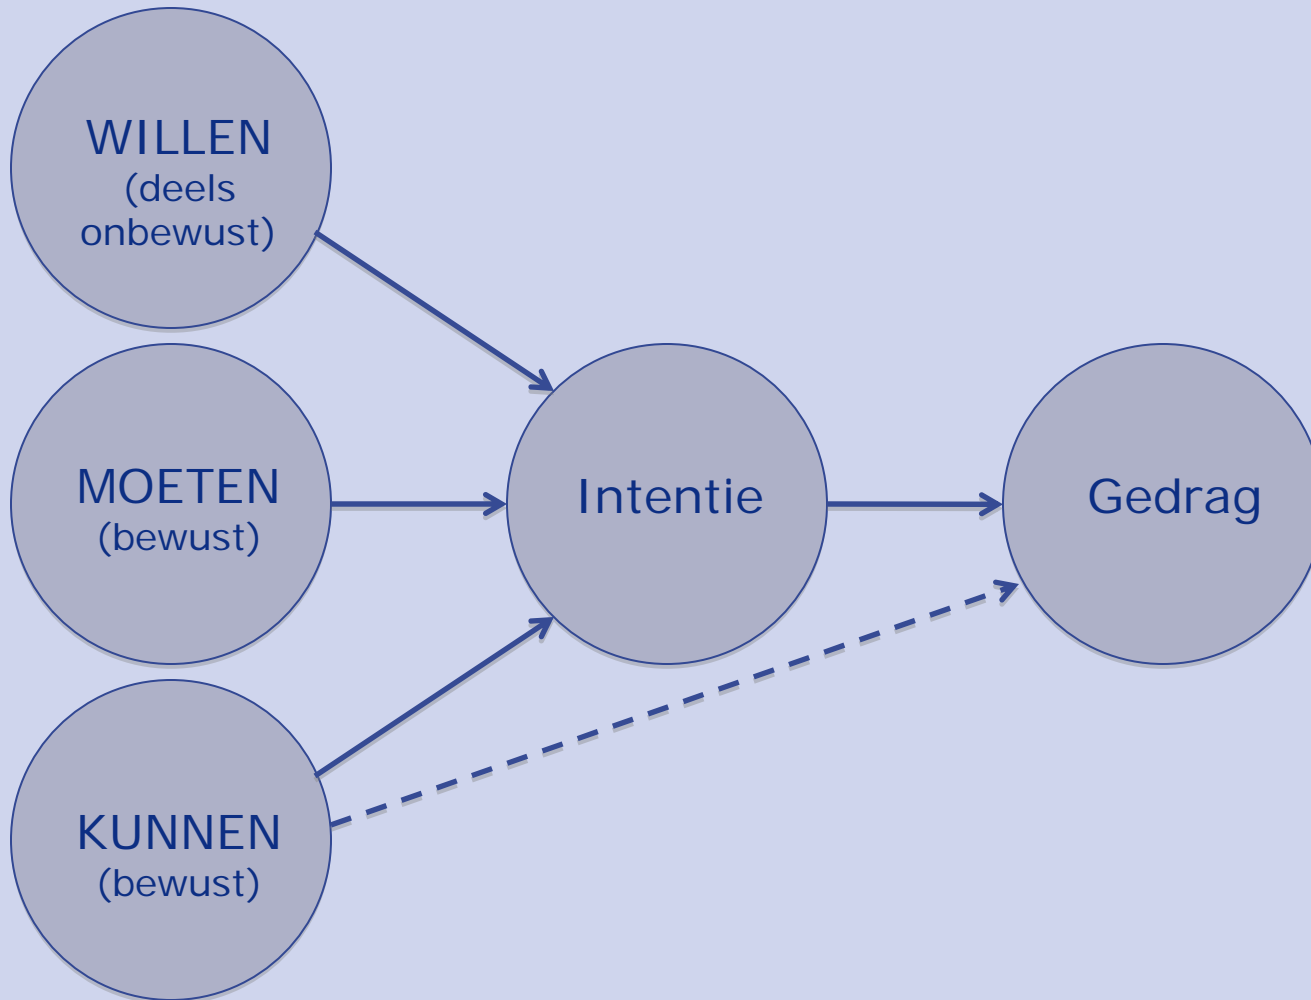 WILLEN
(deels
onbewust)
MOETEN
(bewust)
Intentie
Gedrag
KUNNEN
(bewust)